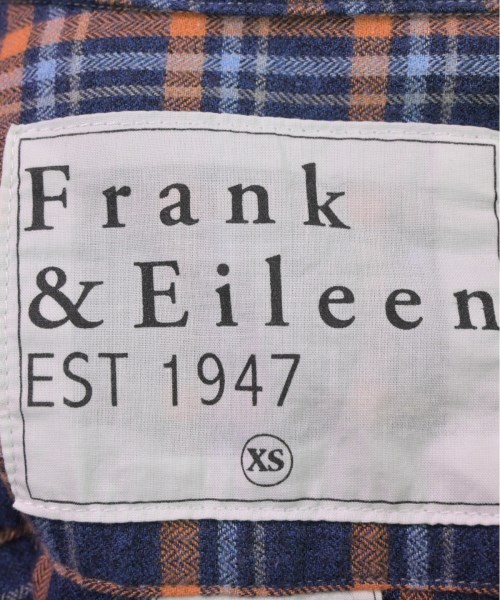 Frank
& Eileen
EST 1947
XS